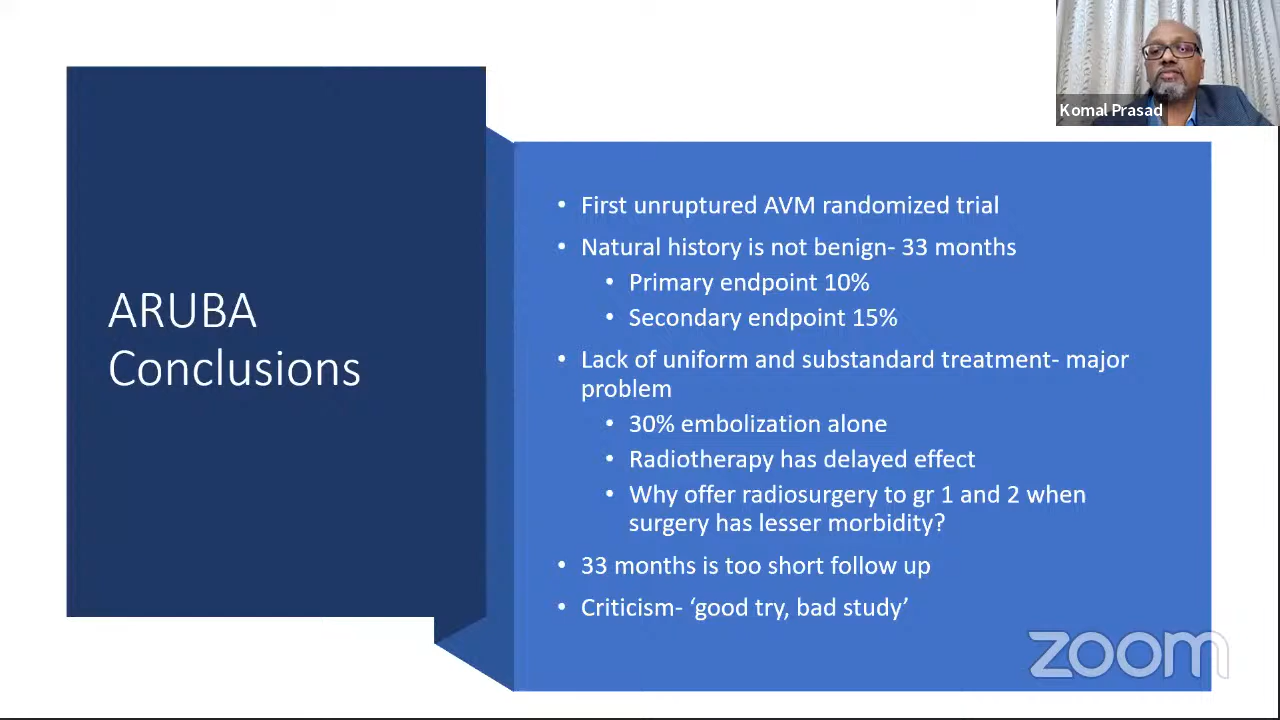 Komal Prasad
ARUBA
Conclusions
• First unruptured AVM randomized trial
• Natural history is not benign- 33 months
• Primary endpoint 10%
• Secondary endpoint 15%
• Lack of uniform and substandard treatment- major
problem
• 30% embolization alone
• Radiotherapy has delayed effect
• Why offer radiosurgery to gr 1 and 2 when
surgery has lesser morbidity?
• 33 months is too short follow up
• Criticism- ‘good try, bad study’
zoom